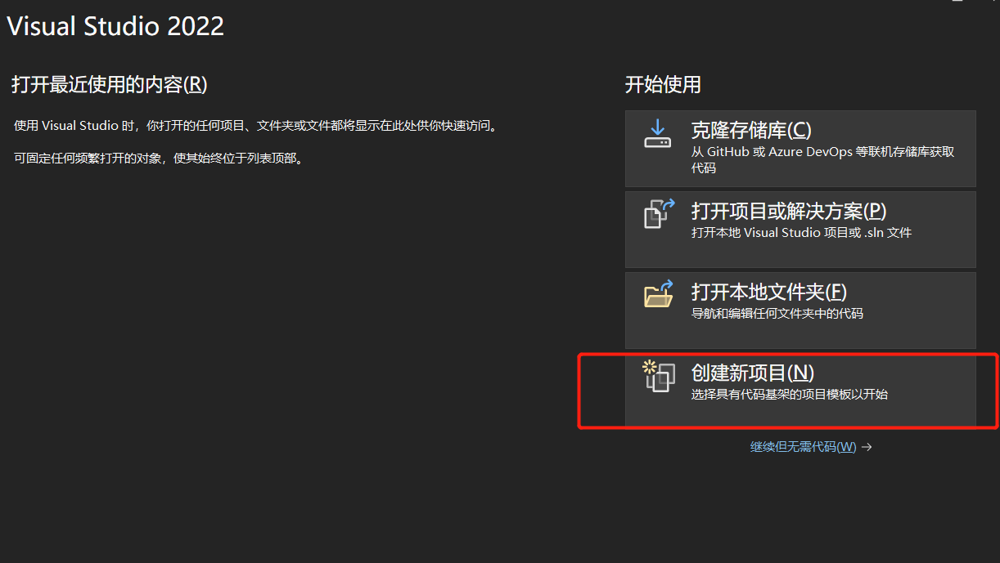 Visual Studio 2022
打开最近使用的内容(R)
使用 Visual Studio 时，你打开的任何项目、文件夹或文件都将显示在此处供你快速访问。
可固定任何频繁打开的对象，使其始终位于列表顶部。
开始使用
克隆存储库(C)
从 GitHub 或 Azure DevOps 等联机存储库获取
代码
打开项目或解决方案(P)
打开本地 Visual Studio 项目或 .sln 文件
打开本地文件夹(F)
导航和编辑任何文件夹中的代码
创建新项目(N)
选择具有代码基架的项目模板以开始
继续但无需代码(W) →